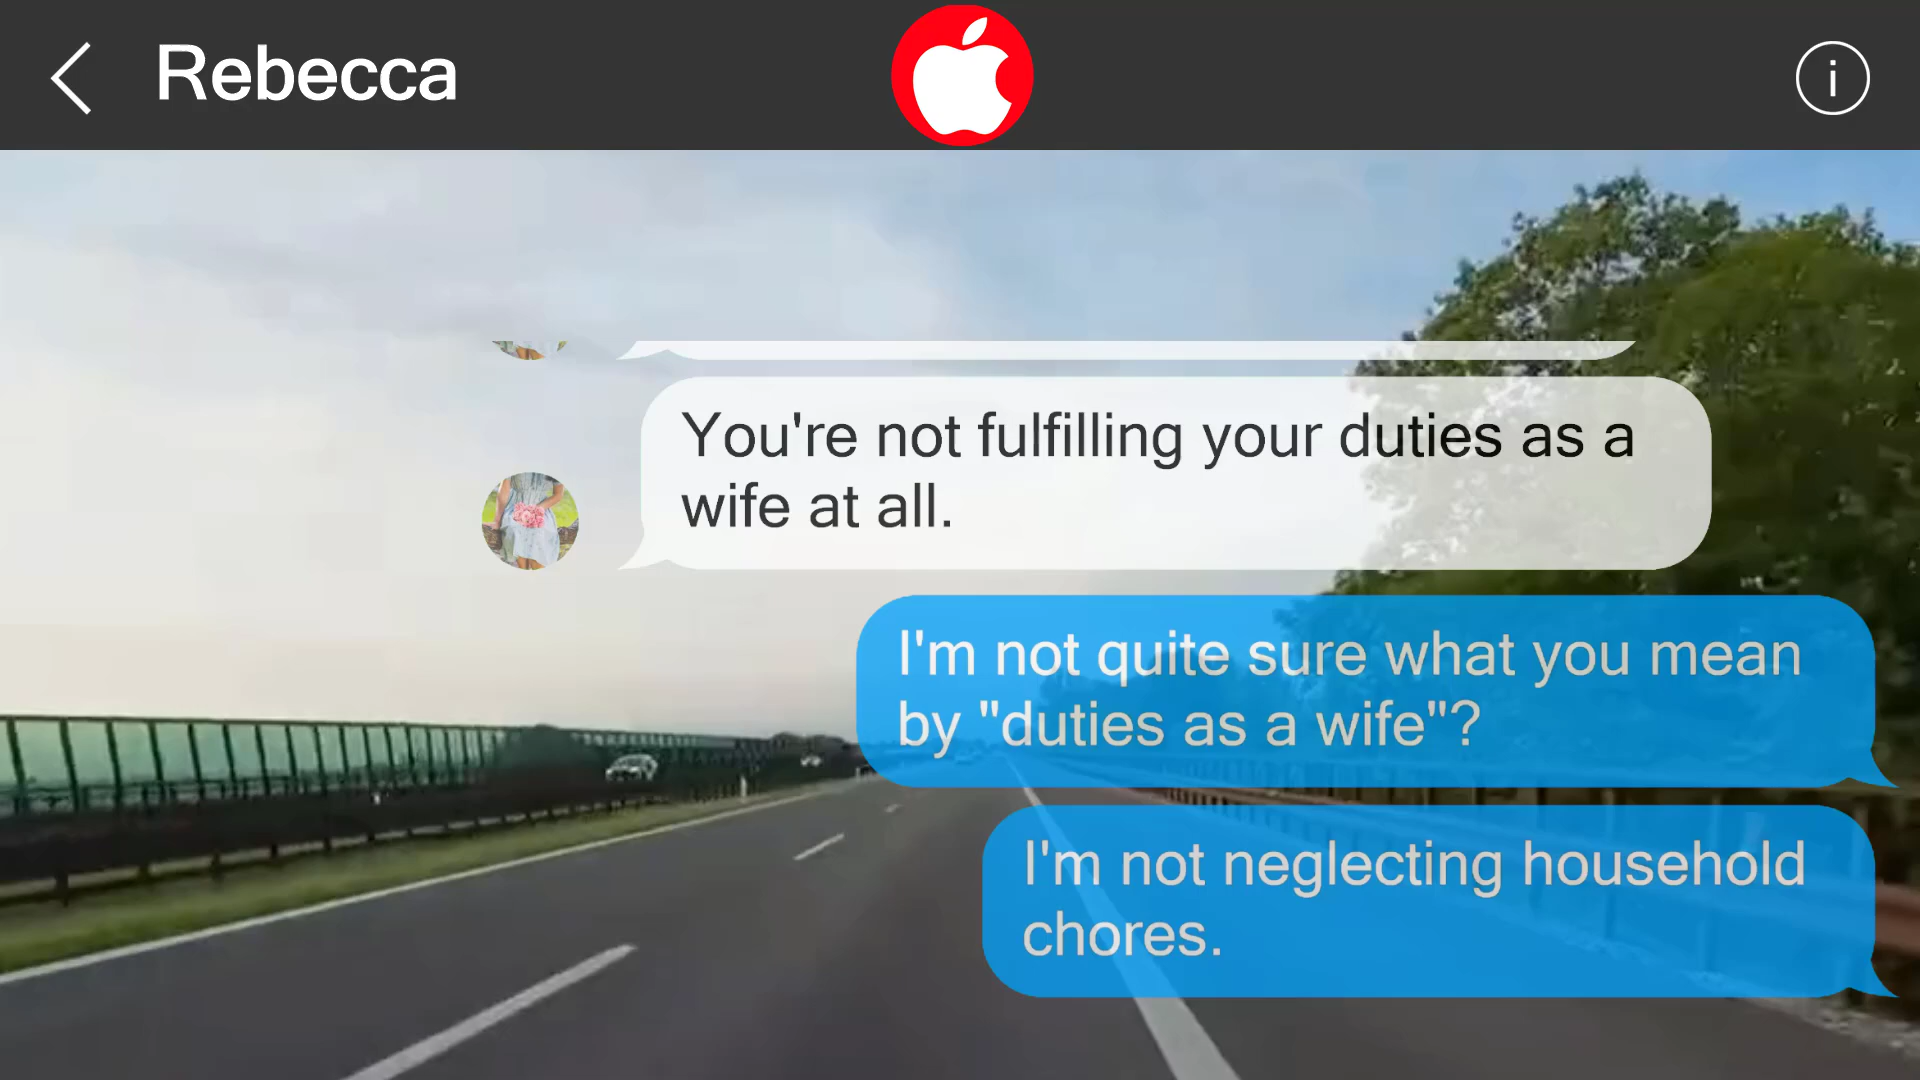 Rebecca
You're not fulfilling your duties as a
wife at all.
I'm not quite sure what you mean
by "duties as a wife"?
I'm not neglecting household
chores.